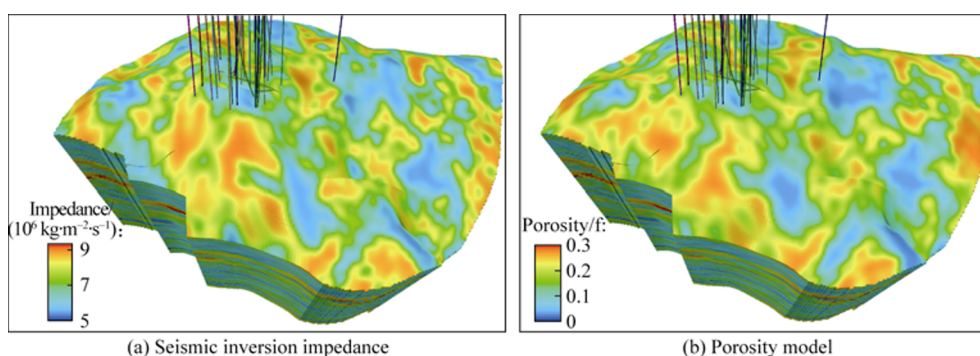 Impedance/
(10⁶ kg·m⁻²·s⁻¹):
9
7
5
(a) Seismic inversion impedance
Porosity/f:
0.3
0.2
0.1
0
(b) Porosity model